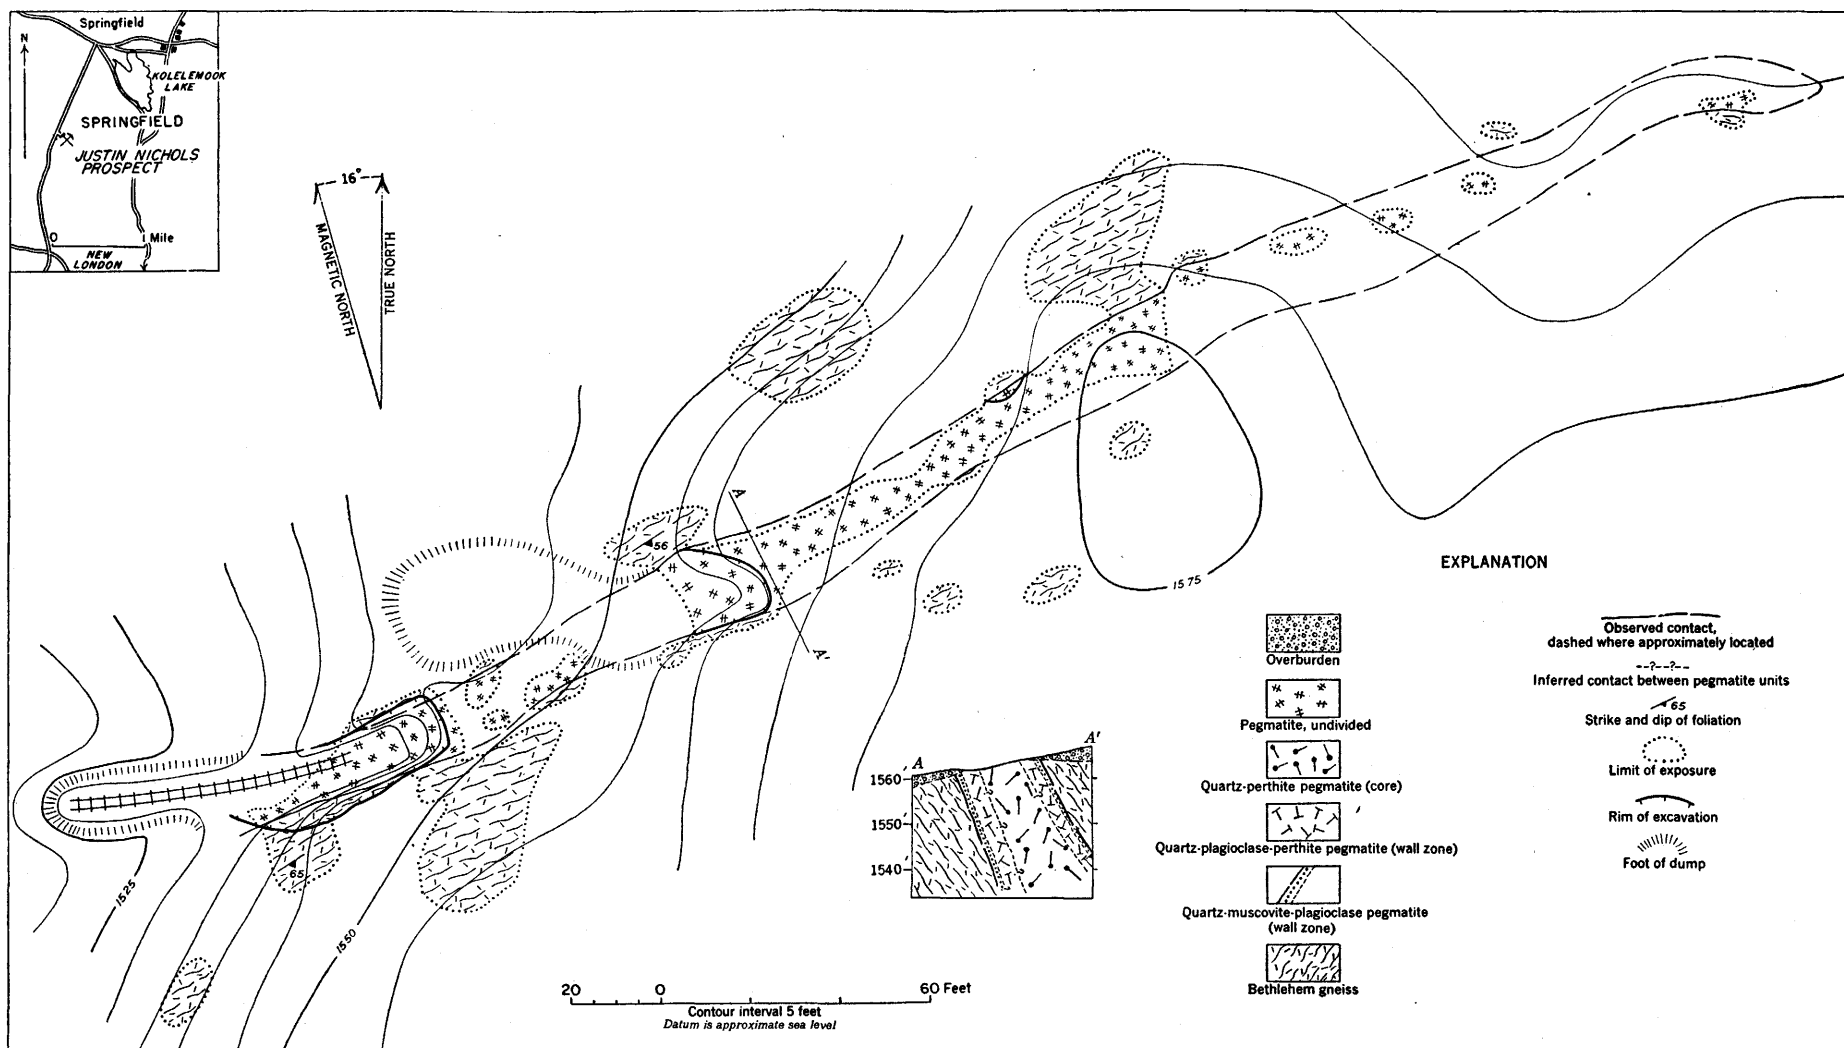 Springfield
N
KOLELEMOOK
LAKE
SPRINGFIELD
JUSTIN NICHOLS
PROSPECT
0
1 Mile
NEW
LONDON
16°
MAGNETIC NORTH
TRUE NORTH
A
56
A'
1575
65
1525
1550
A
A'
1560'
1550'
1540'
20 0 60 Feet
Contour interval 5 feet
Datum is approximate sea level
EXPLANATION
Overburden
Pegmatite, undivided
Quartz-perthite pegmatite (core)
Quartz-plagioclase-perthite pegmatite (wall zone)
Quartz-muscovite-plagioclase pegmatite
(wall zone)
Bethlehem gneiss
Observed contact,
dashed where approximately located
--?--?--
Inferred contact between pegmatite units
65
Strike and dip of foliation
Limit of exposure
Rim of excavation
Foot of dump